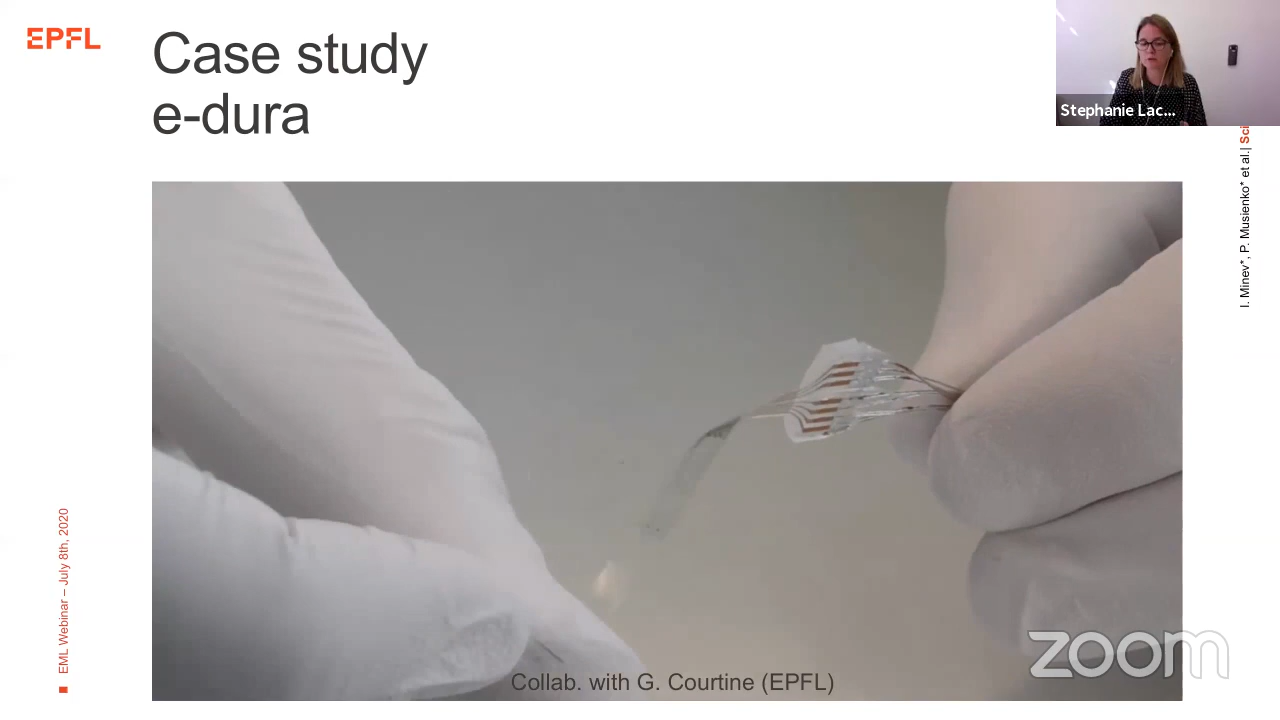 EPFL
Case study
e-dura
Stephanie Lac...
I. Minev*, P. Musienko* et al.| Sci
EML Webinar – July 8th, 2020
Collab. with G. Courtine (EPFL)
zoom